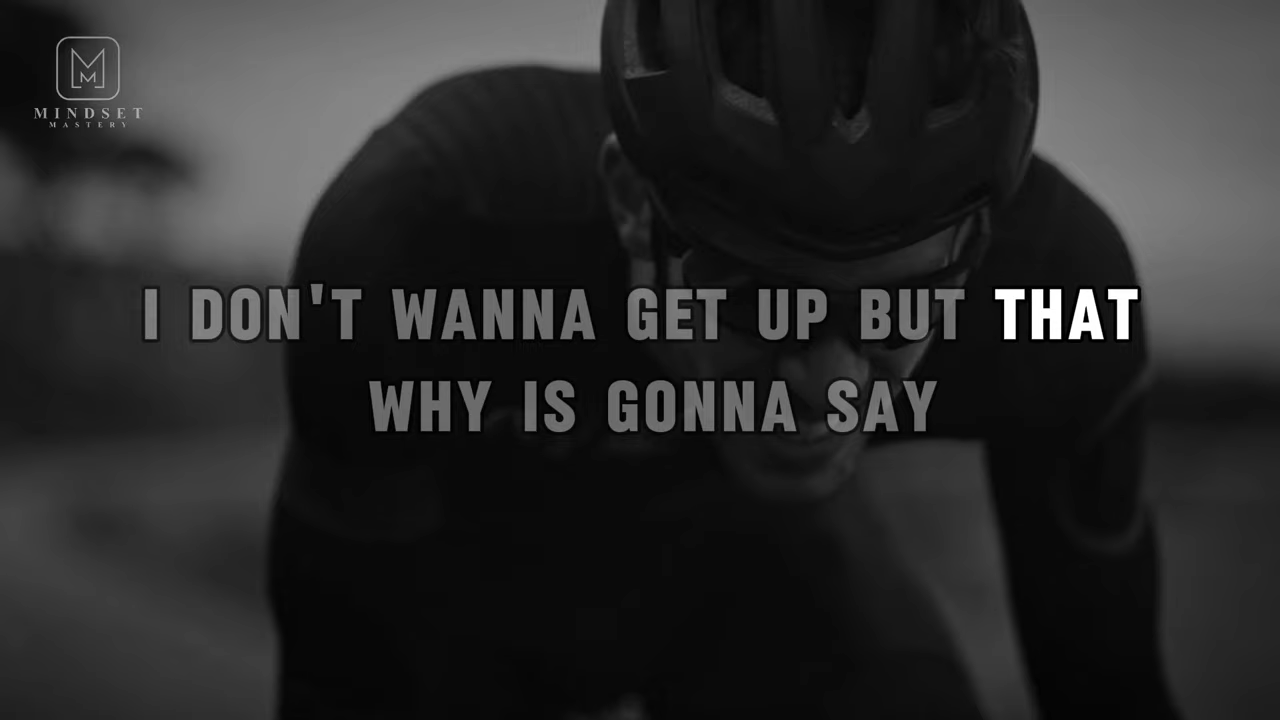 MINDSET
MASTERY
I DON'T WANNA GET UP BUT THAT
WHY IS GONNA SAY